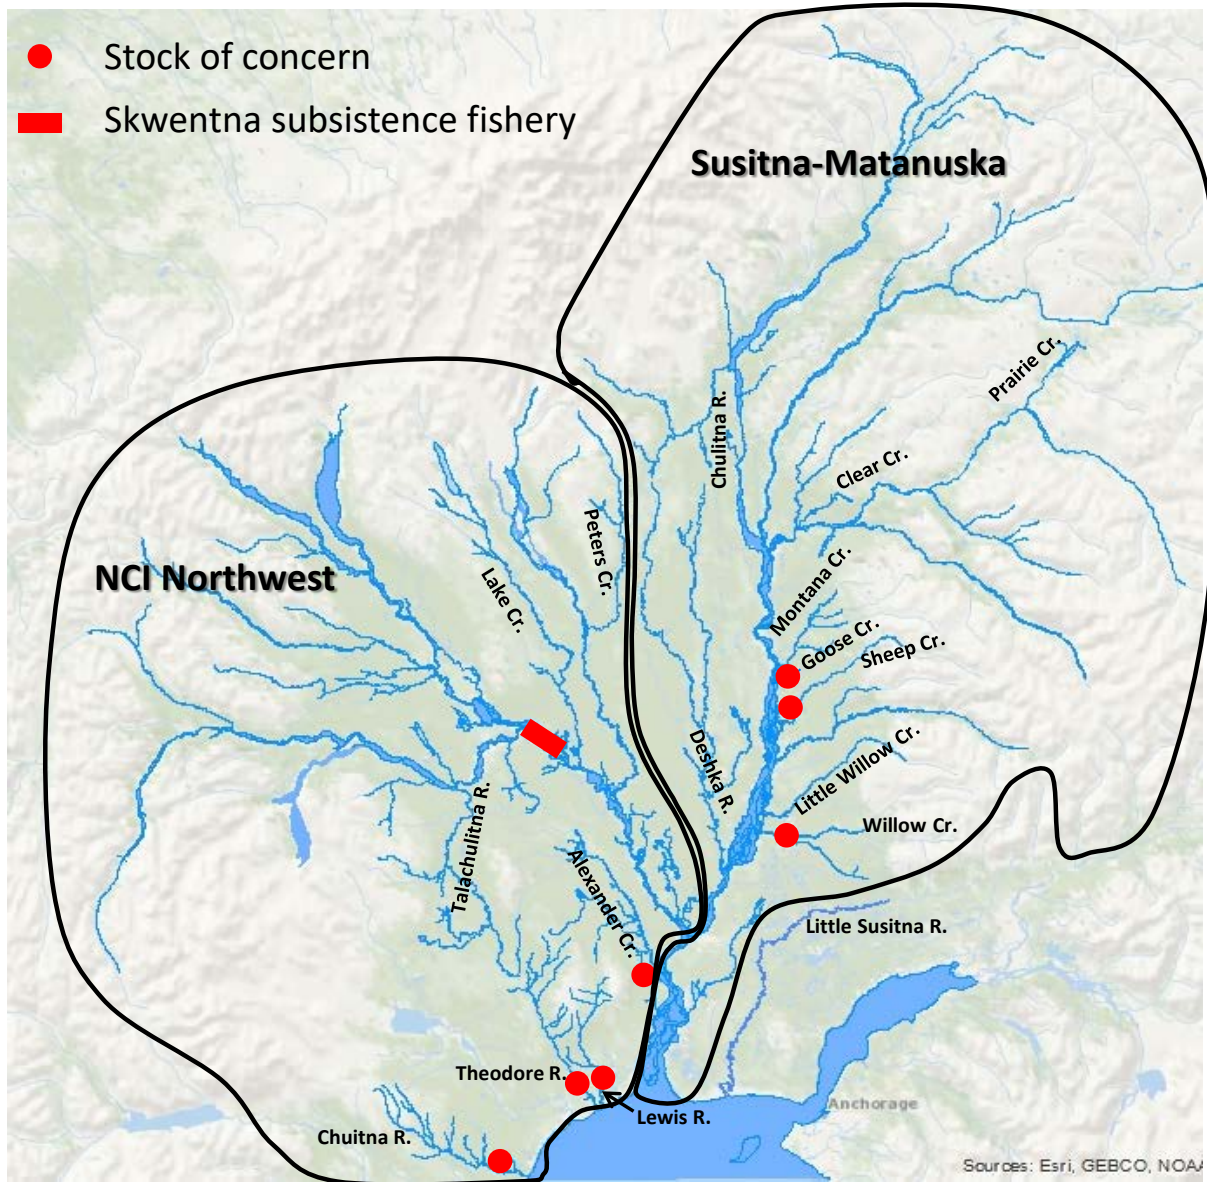 Stock of concern
Skwentna subsistence fishery
Susitna-Matanuska
Prairie Cr.
Chulitna R.
Clear Cr.
Peters Cr.
Montana Cr.
NCI Northwest
Lake Cr.
Goose Cr.
Sheep Cr.
Deshka R.
Little Willow Cr.
Willow Cr.
Talachulitna R.
Alexander Cr.
Little Susitna R.
Theodore R.
Lewis R.
Anchorage
Chuitna R.
Sources: Esri, GEBCO, NOAA